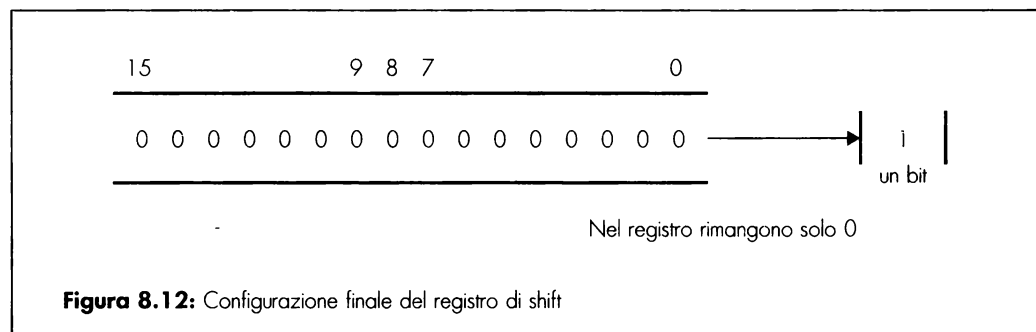 15 9 8 7 0
0 0 0 0 0 0 0 0 0 0 0 0 0 0 0 0 1
un bit
Nel registro rimangono solo 0
Figura 8.12: Configurazione finale del registro di shift